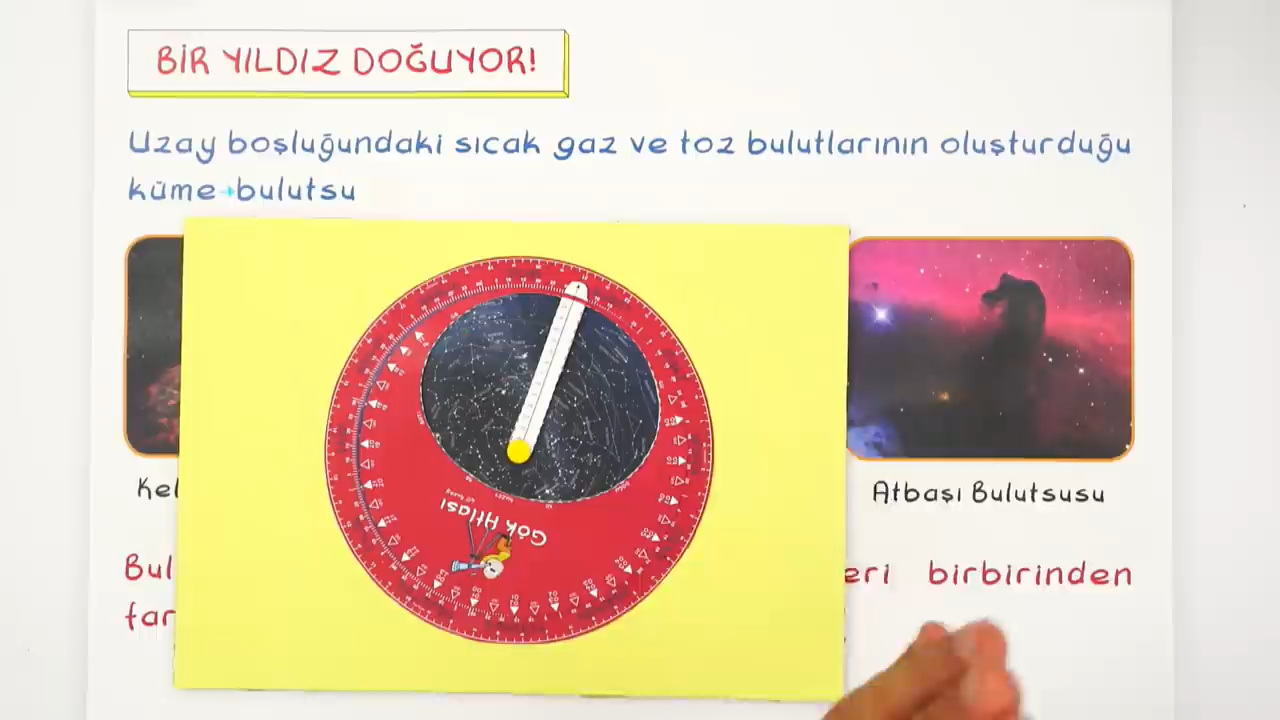 BİR YILDIZ DOĞUYOR!
Uzay boşluğundaki sıcak gaz ve toz bulutlarının oluşturduğu
küme→bulutsu
Gök Atlası
Kel
Atbaşı Bulutsusu
Bul
eri birbirinden
far